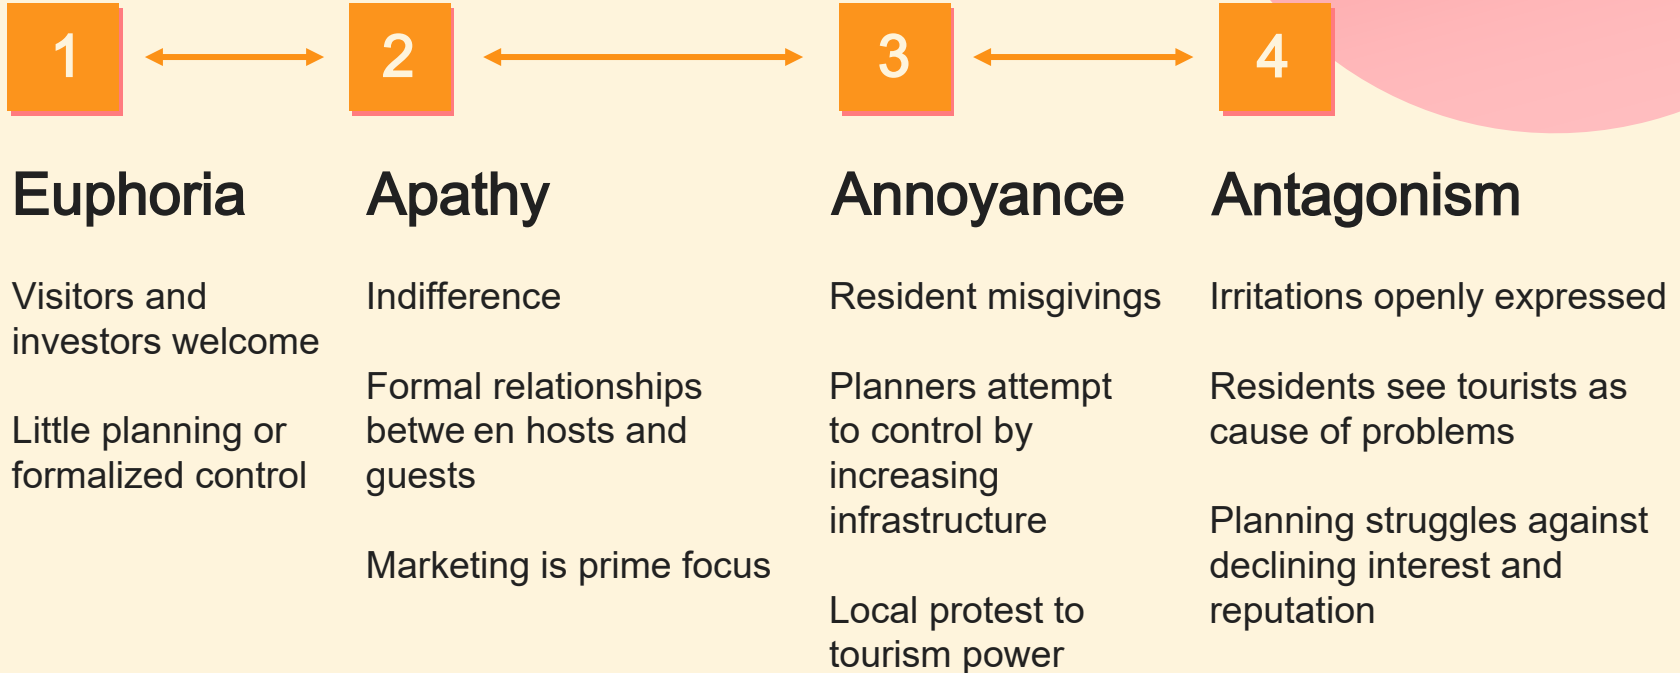 1
2
3
4
Euphoria
Visitors and
investors welcome
Little planning or
formalized control
Apathy
Indifference
Formal relationships
betwe en hosts and
guests
Marketing is prime focus
Annoyance
Resident misgivings
Planners attempt
to control by
increasing
infrastructure
Local protest to
tourism power
Antagonism
Irritations openly expressed
Residents see tourists as
cause of problems
Planning struggles against
declining interest and
reputation